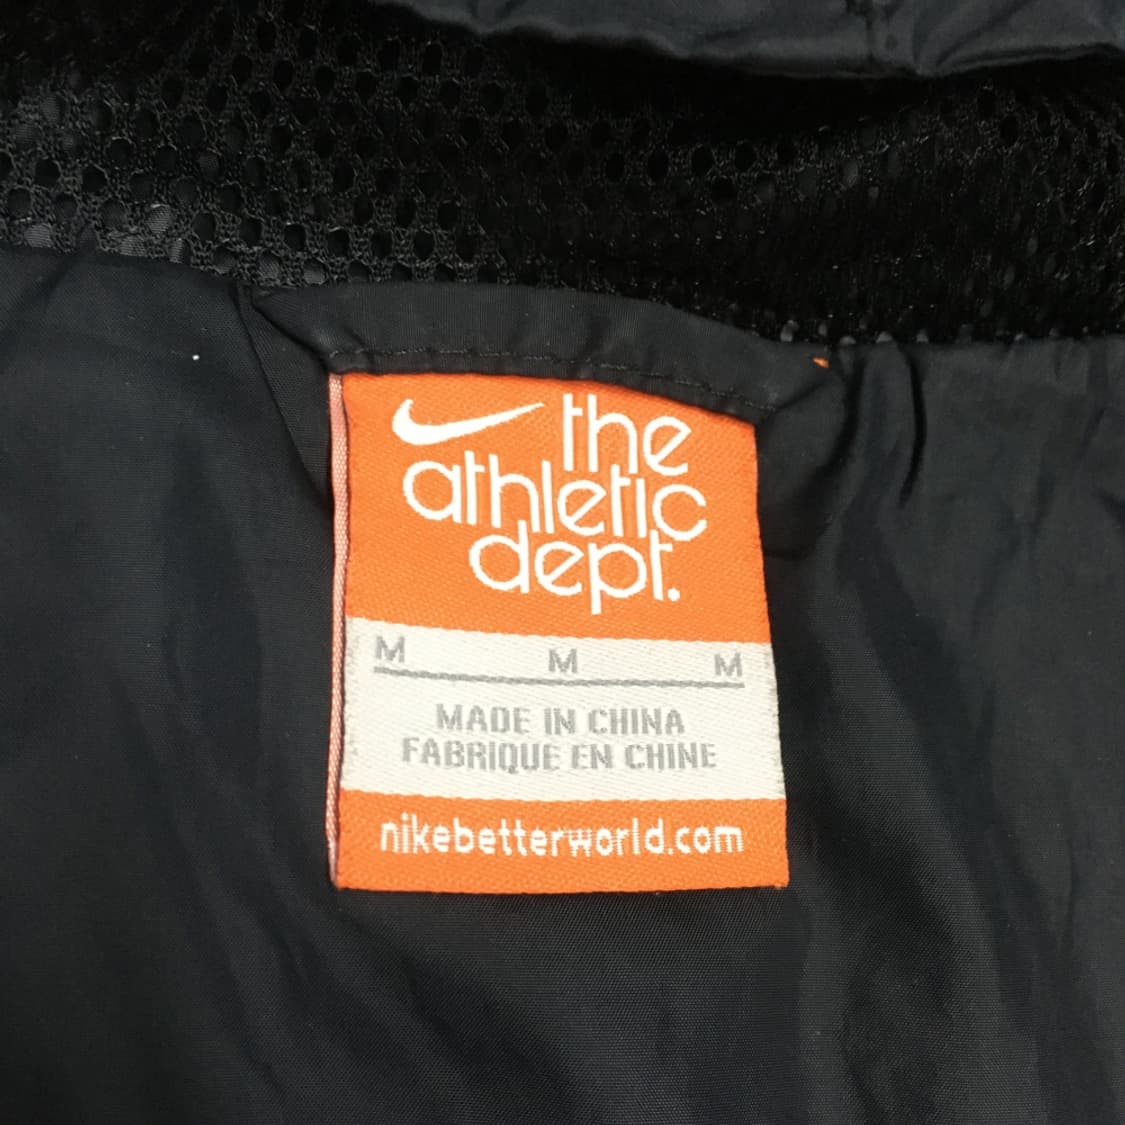 the
athletic
dept.
M M M
MADE IN CHINA
FABRIQUE EN CHINE
nikebetterworld.com